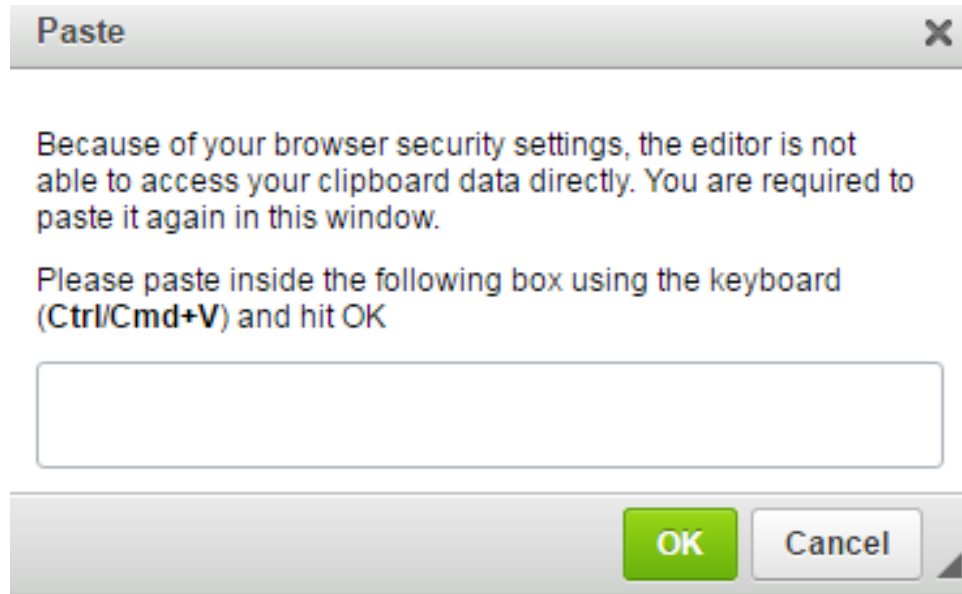 Paste
Because of your browser security settings, the editor is not
able to access your clipboard data directly. You are required to
paste it again in this window.
Please paste inside the following box using the keyboard
(Ctrl/Cmd+V) and hit OK
OK Cancel